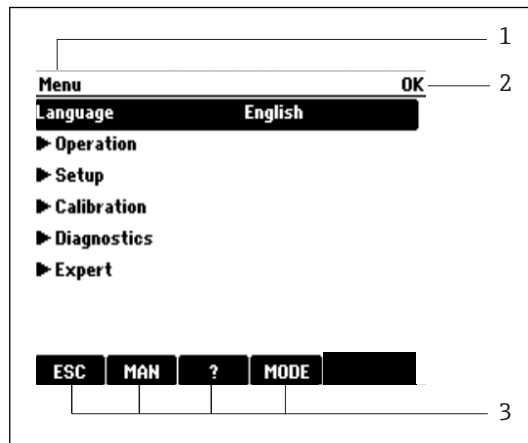 1
Menu OK 2
Language English
Operation
Setup
Calibration
Diagnostics
Expert
ESC MAN ? MODE
3